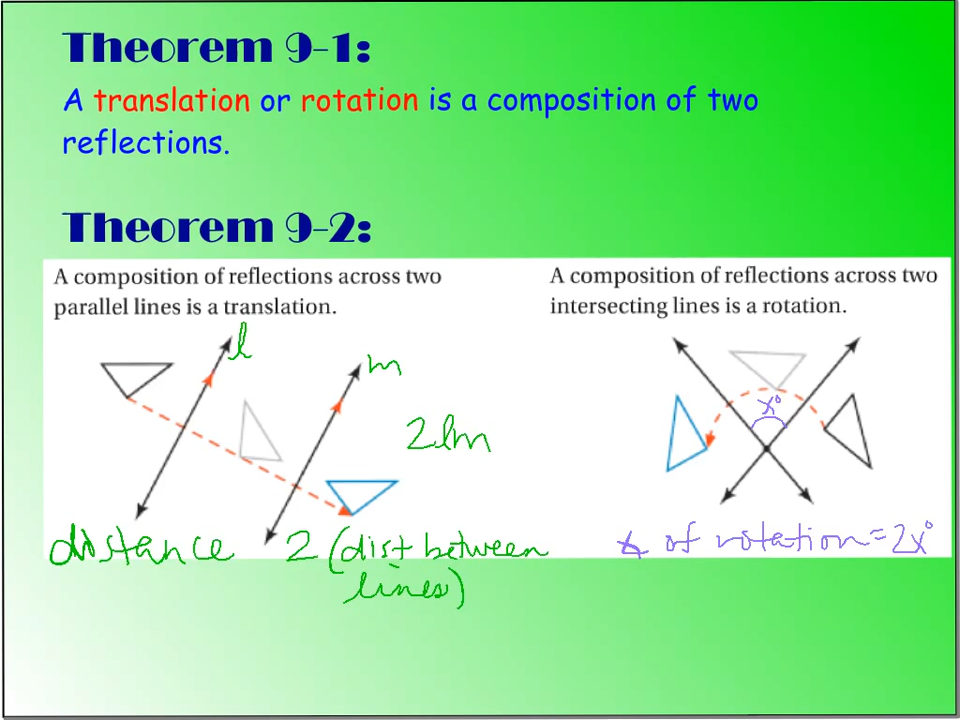 Theorem 9-1:
A translation or rotation is a composition of two
reflections.
Theorem 9-2:
A composition of reflections across two
parallel lines is a translation.
l
m
2lm
distance 2 (dist between
lines)
A composition of reflections across two
intersecting lines is a rotation.
x°
∡ of rotation = 2x°